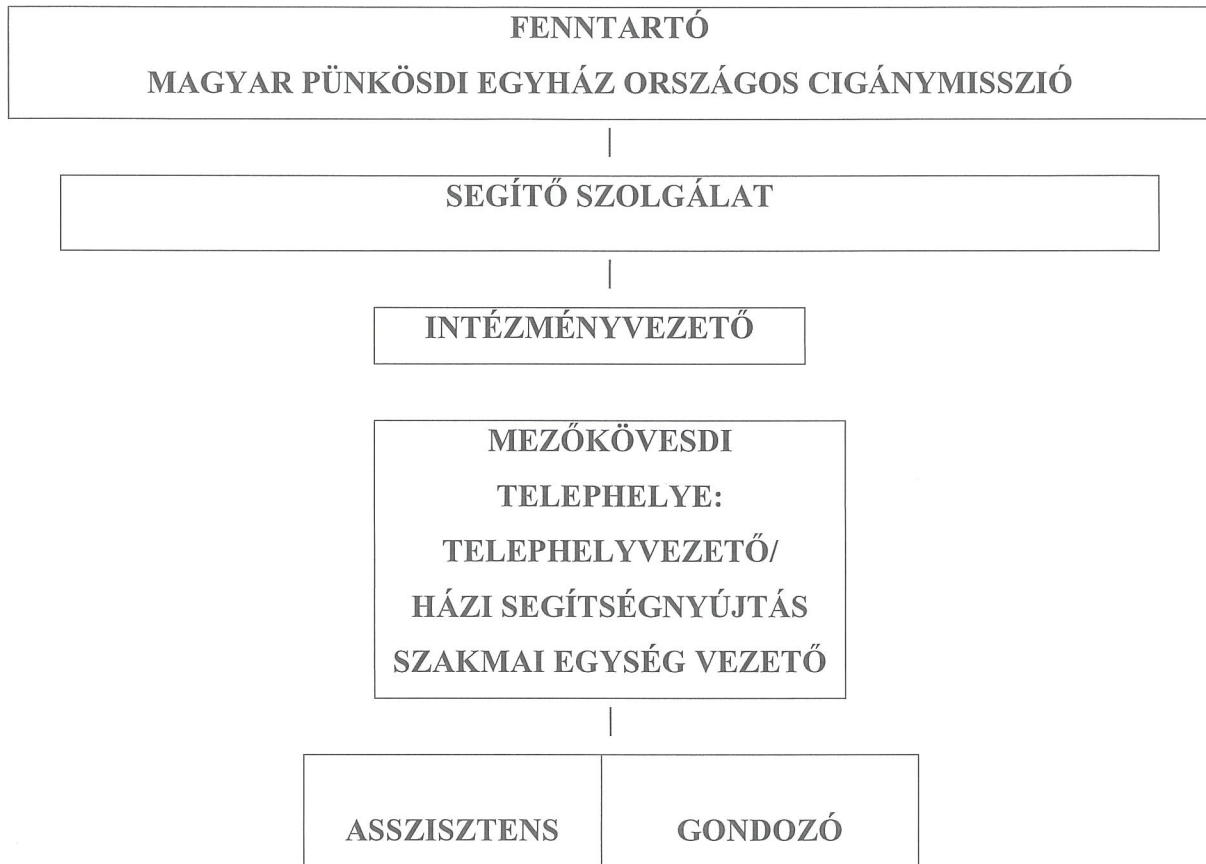 FENNTARTÓ
MAGYAR PÜNKÖSDI EGYHÁZ ORSZÁGOS CIGÁNYMISSZIÓ
SEGÍTŐ SZOLGÁLAT
INTÉZMÉNYVEZETŐ
MEZŐKÖVESDI
TELEPHELYE:
TELEPHELYVEZETŐ/
HÁZI SEGÍTSÉGNYÚJTÁS
SZAKMAI EGYSÉG VEZETŐ
ASSZISZTENS GONDOZÓ